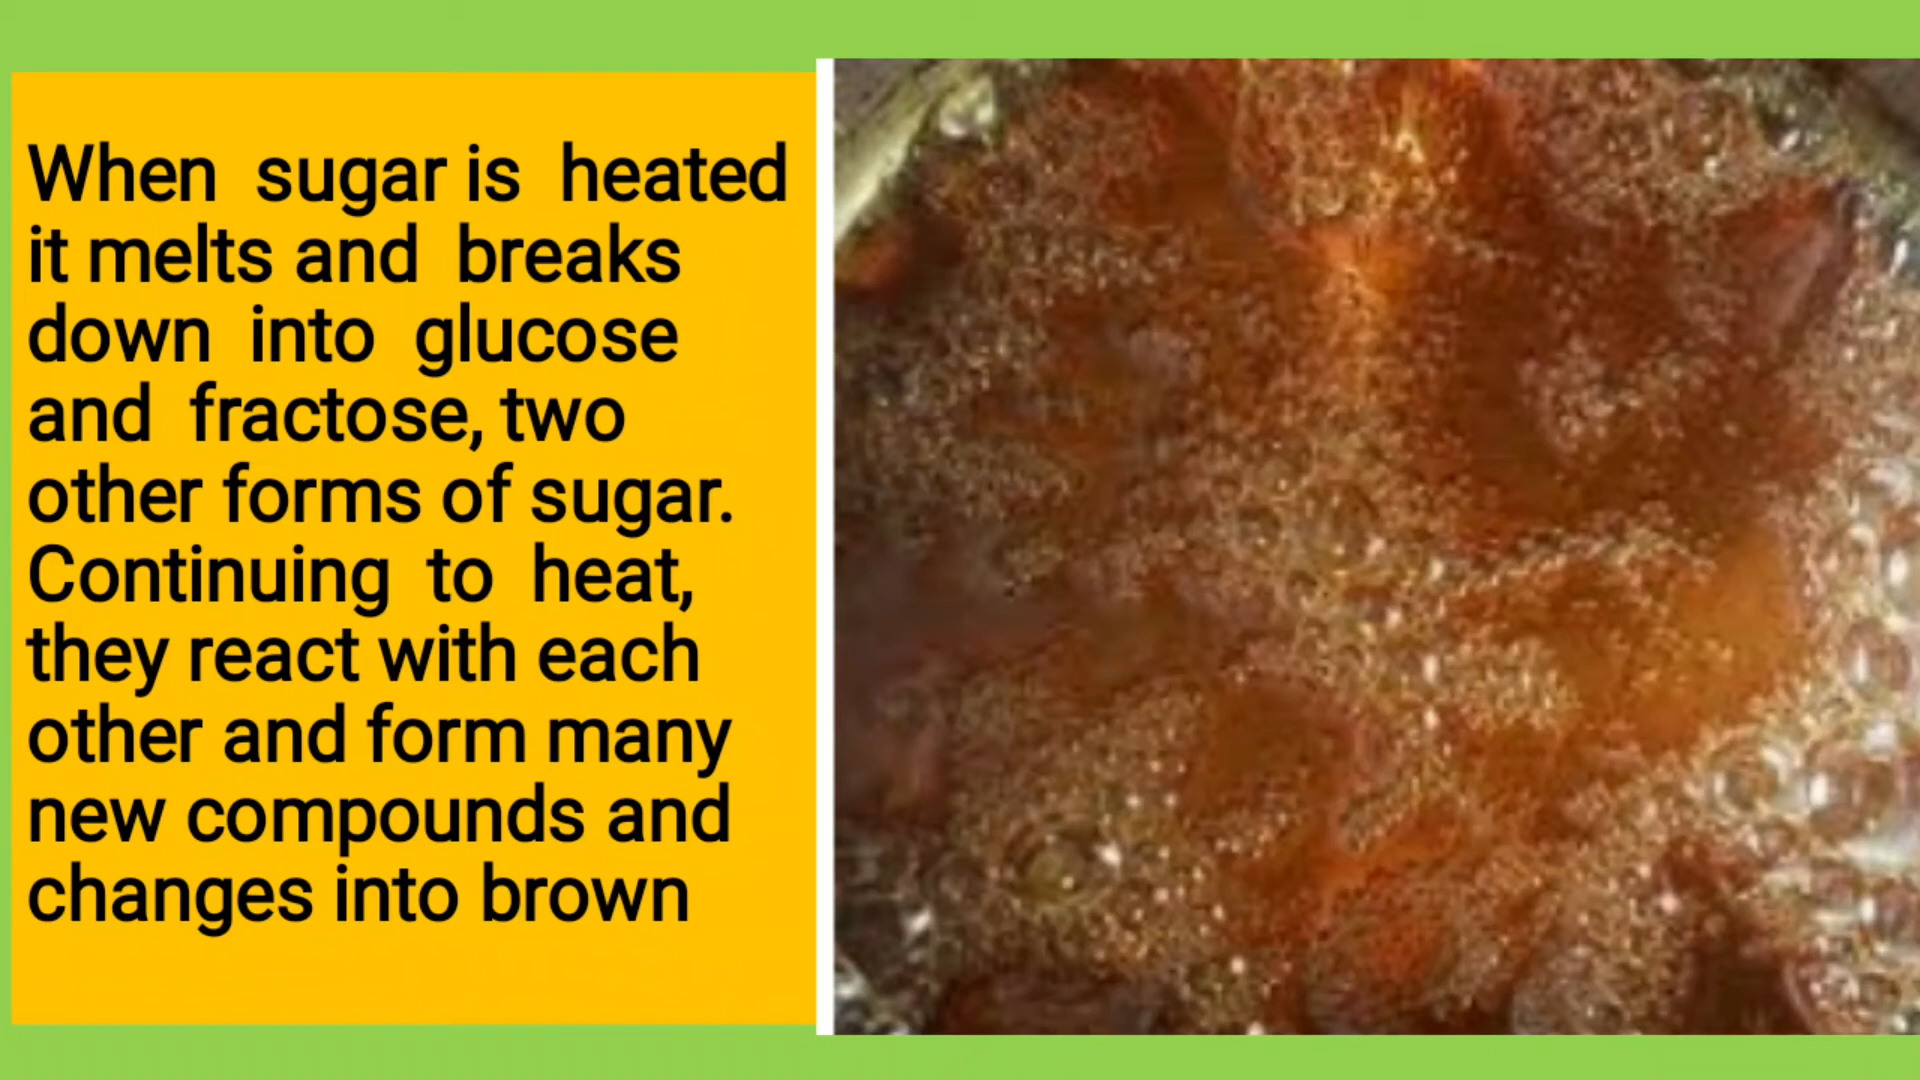 When sugar is heated
it melts and breaks
down into glucose
and fractose, two
other forms of sugar.
Continuing to heat,
they react with each
other and form many
new compounds and
changes into brown